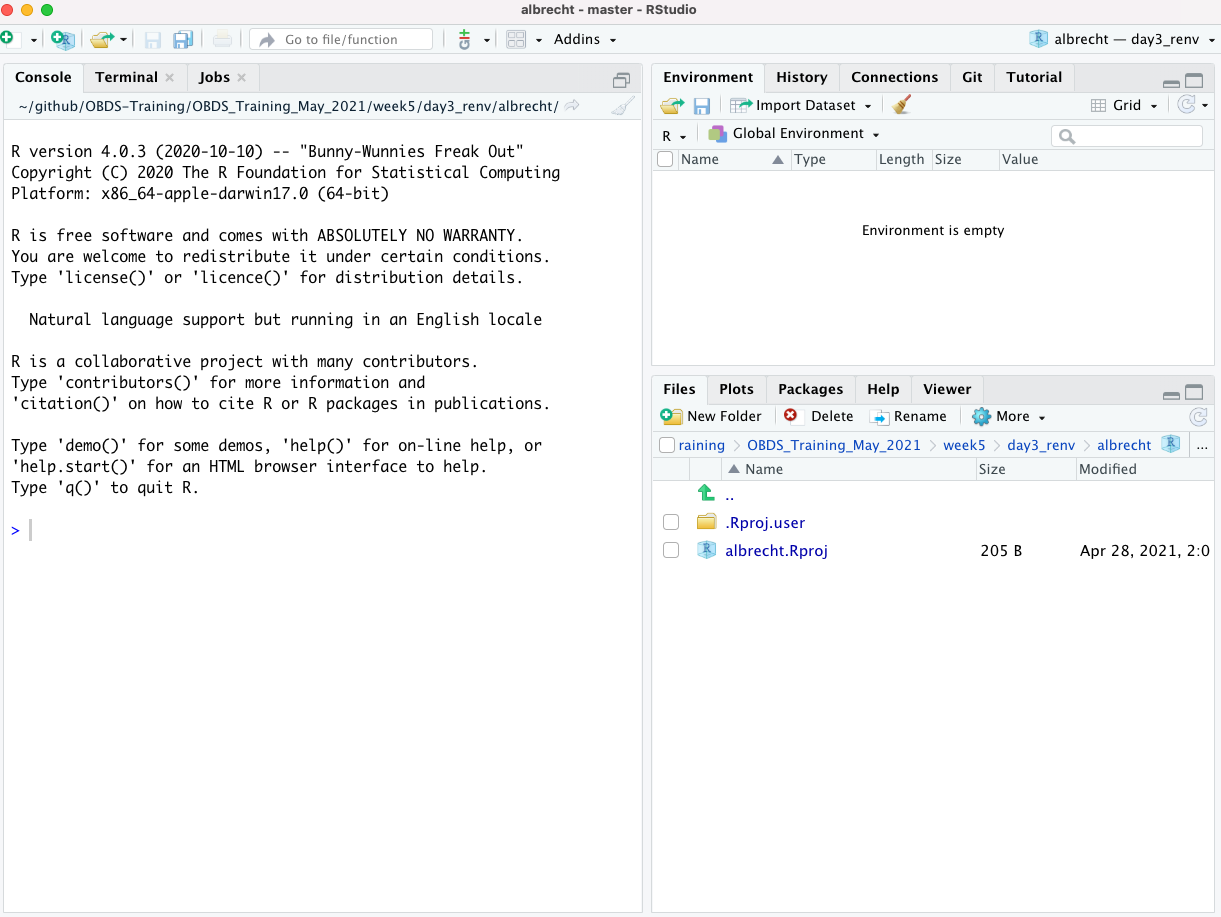 albrecht - master - RStudio
Go to file/function
Addins
albrecht — day3_renv
Console Terminal Jobs
~/github/OBDS-Training/OBDS_Training_May_2021/week5/day3_renv/albrecht/
R version 4.0.3 (2020-10-10) -- "Bunny-Wunnies Freak Out"
Copyright (C) 2020 The R Foundation for Statistical Computing
Platform: x86_64-apple-darwin17.0 (64-bit)
R is free software and comes with ABSOLUTELY NO WARRANTY.
You are welcome to redistribute it under certain conditions.
Type 'license()' or 'licence()' for distribution details.
Natural language support but running in an English locale
R is a collaborative project with many contributors.
Type 'contributors()' for more information and
'citation()' on how to cite R or R packages in publications.
Type 'demo()' for some demos, 'help()' for on-line help, or
'help.start()' for an HTML browser interface to help.
Type 'q()' to quit R.
>
Environment History Connections Git Tutorial
Import Dataset Grid
R Global Environment
Name Type Length Size Value
Environment is empty
Files Plots Packages Help Viewer
New Folder Delete Rename More
raining OBDS_Training_May_2021 week5 day3_renv albrecht ...
Name Size Modified
..
.Rproj.user
albrecht.Rproj 205 B Apr 28, 2021, 2:0